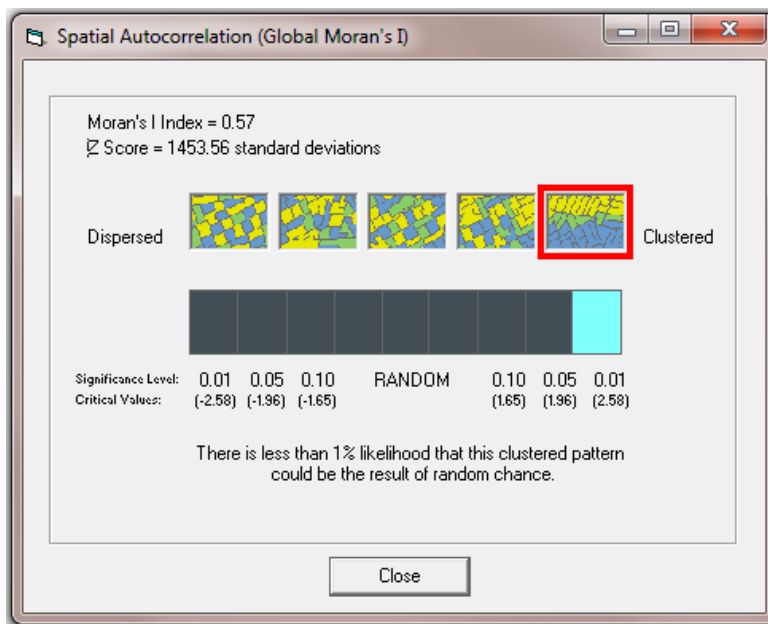 Spatial Autocorrelation (Global Moran's I)
Moran's I Index = 0.57
Z Score = 1453.56 standard deviations
Dispersed
Clustered
Significance Level: 0.01 0.05 0.10 RANDOM 0.10 0.05 0.01
Critical Values: (-2.58) (-1.96) (-1.65) (1.65) (1.96) (2.58)
There is less than 1% likelihood that this clustered pattern
could be the result of random chance.
Close